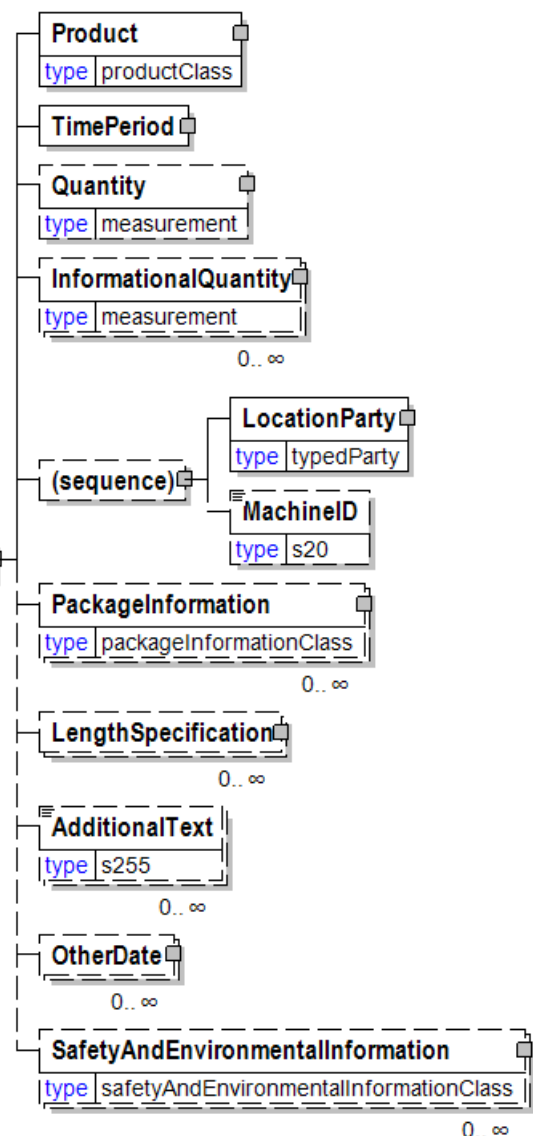 Product
type productClass
TimePeriod
Quantity
type measurement
InformationalQuantity
type measurement
0.. ∞
(sequence)
LocationParty
type typedParty
MachineID
type s20
PackageInformation
type packageInformationClass
0.. ∞
LengthSpecification
0.. ∞
AdditionalText
type s255
0.. ∞
OtherDate
0.. ∞
SafetyAndEnvironmentalInformation
type safetyAndEnvironmentalInformationClass
0.. ∞